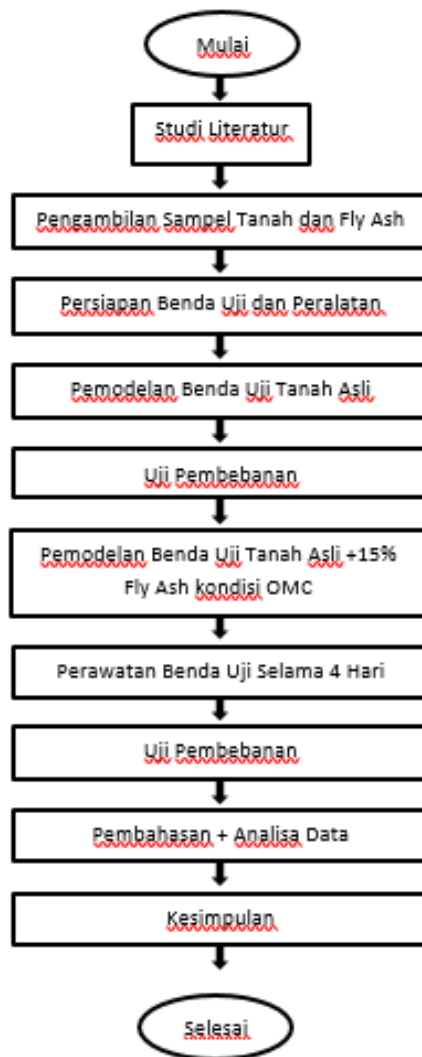 Mulai
Studi Literatur
Pengambilan Sampel Tanah dan Fly Ash
Persiapan Benda Uji dan Peralatan
Pemodelan Benda Uji Tanah Asli
Uji Pembebanan
Pemodelan Benda Uji Tanah Asli +15%
Fly Ash kondisi OMC
Perawatan Benda Uji Selama 4 Hari
Uji Pembebanan
Pembahasan + Analisa Data
Kesimpulan
Selesai